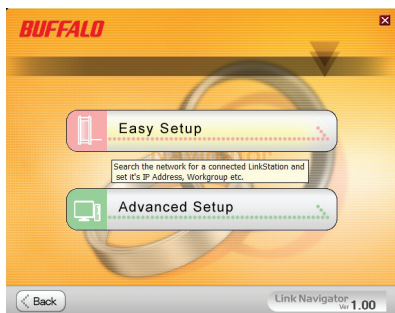 BUFFALO
Easy Setup
Search the network for a connected LinkStation and
set it's IP Address, Workgroup etc.
Advanced Setup
Back
Link Navigator
Ver 1.00